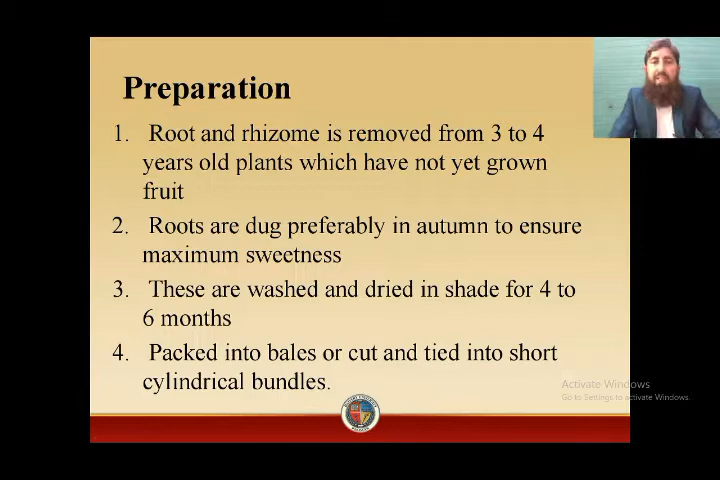 Preparation
1. Root and rhizome is removed from 3 to 4
years old plants which have not yet grown
fruit
2. Roots are dug preferably in autumn to ensure
maximum sweetness
3. These are washed and dried in shade for 4 to
6 months
4. Packed into bales or cut and tied into short
cylindrical bundles.
Activate Windows
Go to Settings to activate Windows.